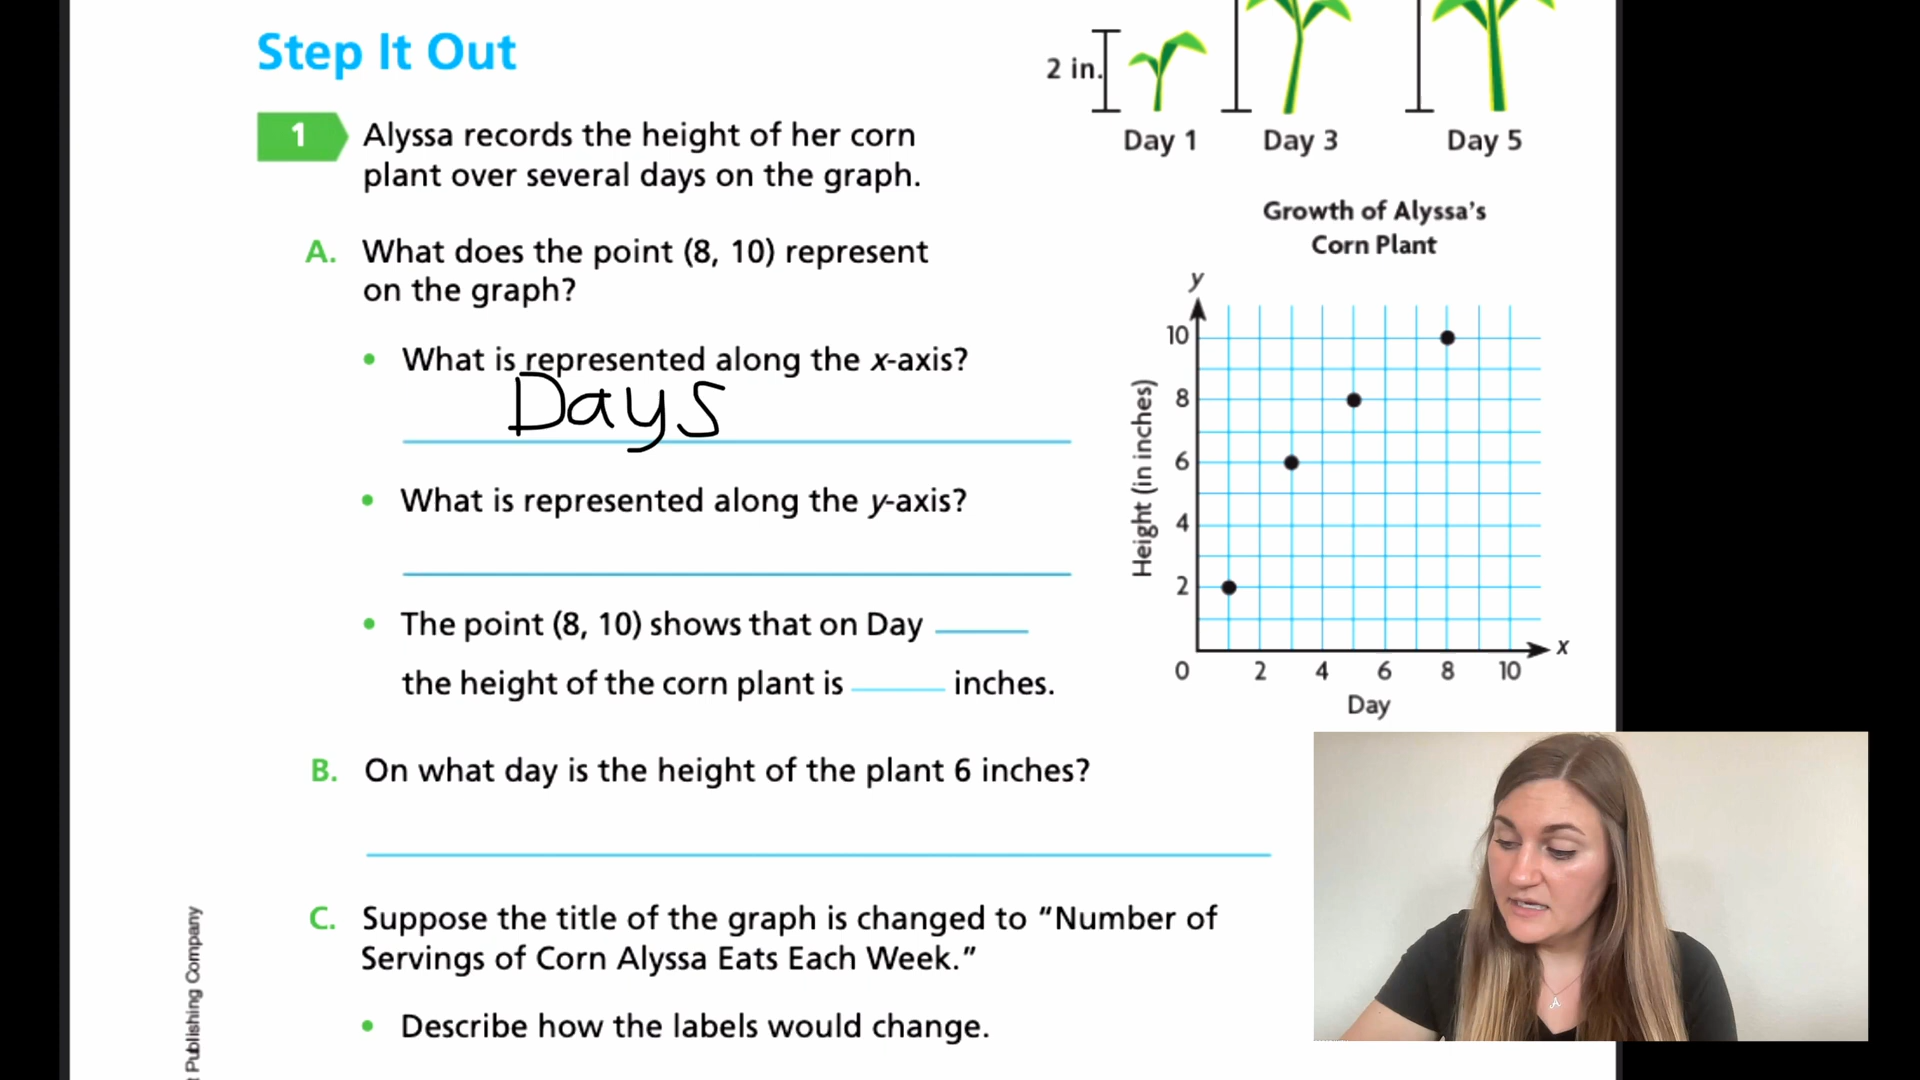 Step It Out
2 in.
Day 1
Day 3
Day 5
1
Alyssa records the height of her corn
plant over several days on the graph.
A. What does the point (8, 10) represent
on the graph?
• What is represented along the x-axis?
Days
• What is represented along the y-axis?
• The point (8, 10) shows that on Day
the height of the corn plant is
inches.
B. On what day is the height of the plant 6 inches?
C. Suppose the title of the graph is changed to “Number of
Servings of Corn Alyssa Eats Each Week.”
• Describe how the labels would change.
Growth of Alyssa’s
Corn Plant
y
10
8
6
4
2
Height (in inches)
0 2 4 6 8 10
x
Day
Publishing Company
A